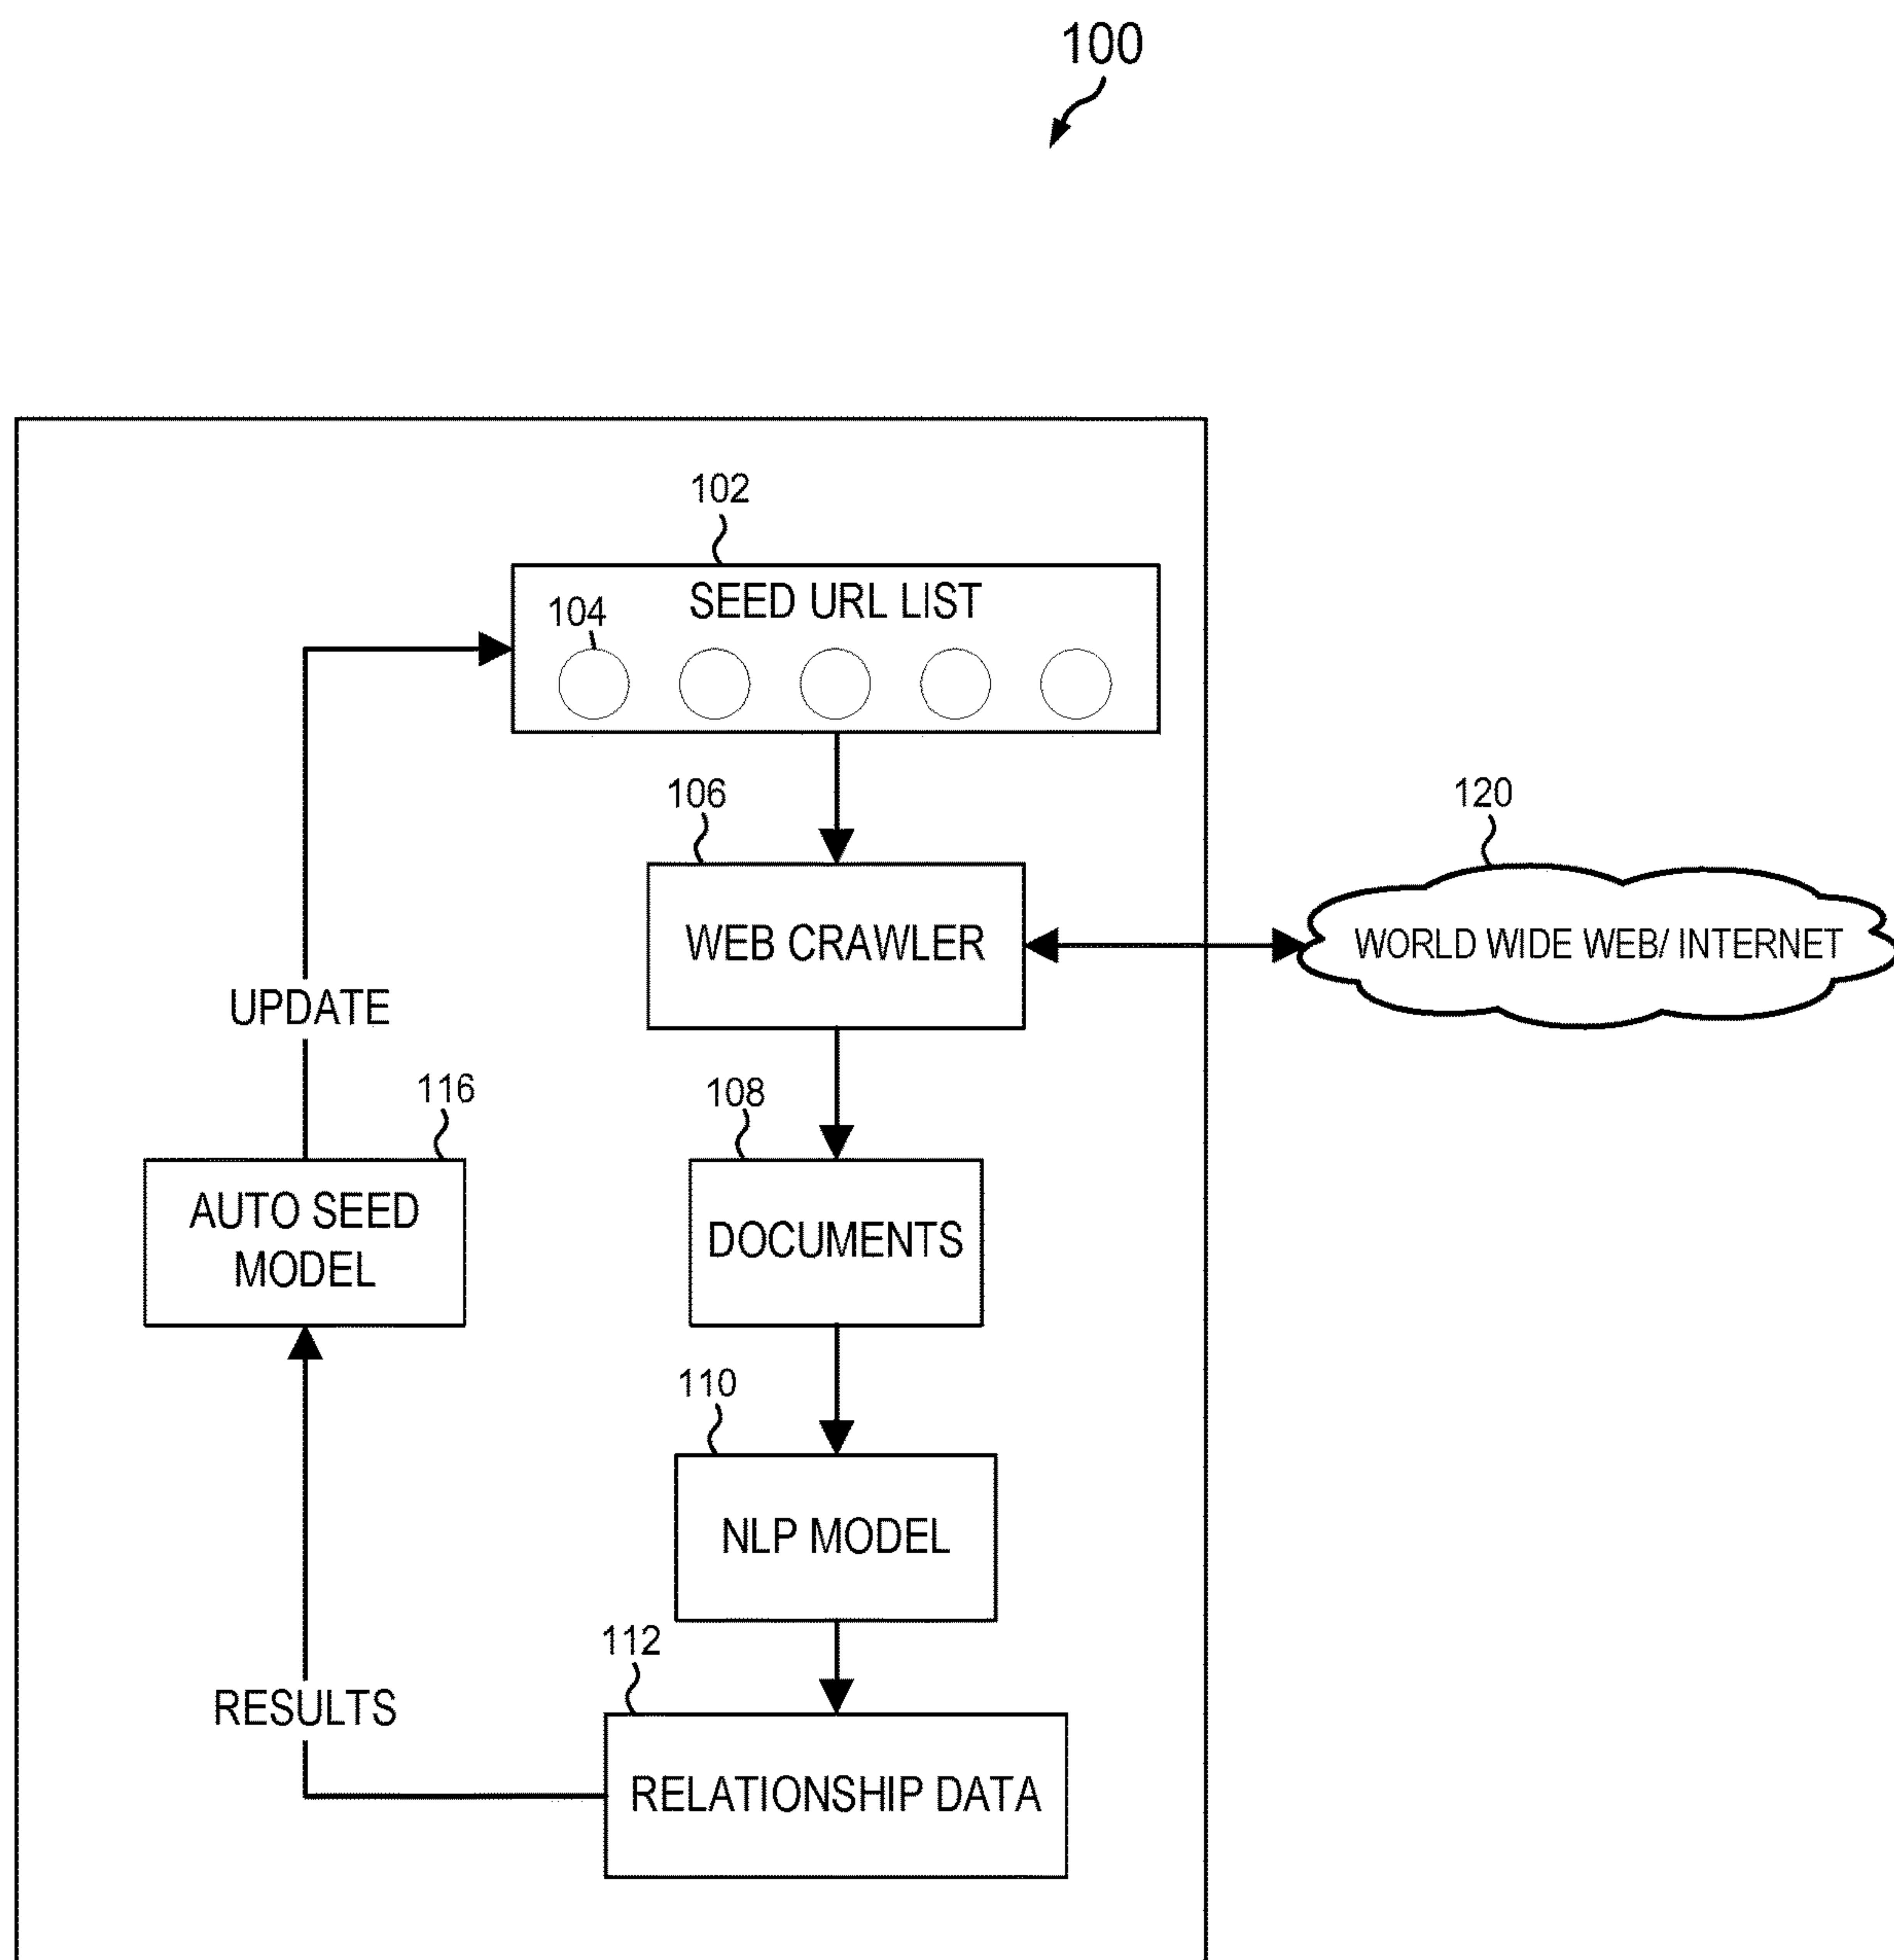 100
102
SEED URL LIST
104
106
120
WEB CRAWLER
WORLD WIDE WEB/ INTERNET
UPDATE
116
108
AUTO SEED
MODEL
DOCUMENTS
110
NLP MODEL
112
RESULTS
RELATIONSHIP DATA